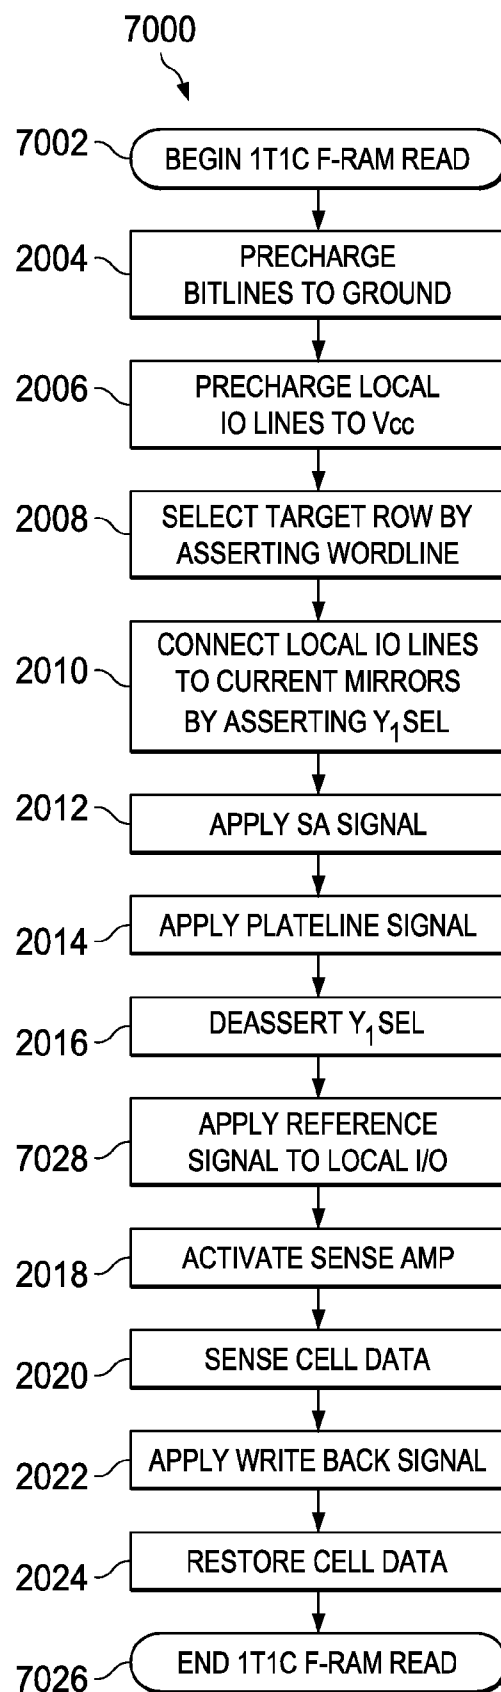 7000
7002
BEGIN 1T1C F-RAM READ
2004
PRECHARGE
BITLINES TO GROUND
2006
PRECHARGE LOCAL
IO LINES TO Vcc
2008
SELECT TARGET ROW BY
ASSERTING WORDLINE
2010
CONNECT LOCAL IO LINES
TO CURRENT MIRRORS
BY ASSERTING Y₁SEL
2012
APPLY SA SIGNAL
2014
APPLY PLATELINE SIGNAL
2016
DEASSERT Y₁SEL
7028
APPLY REFERENCE
SIGNAL TO LOCAL I/O
2018
ACTIVATE SENSE AMP
2020
SENSE CELL DATA
2022
APPLY WRITE BACK SIGNAL
2024
RESTORE CELL DATA
7026
END 1T1C F-RAM READ